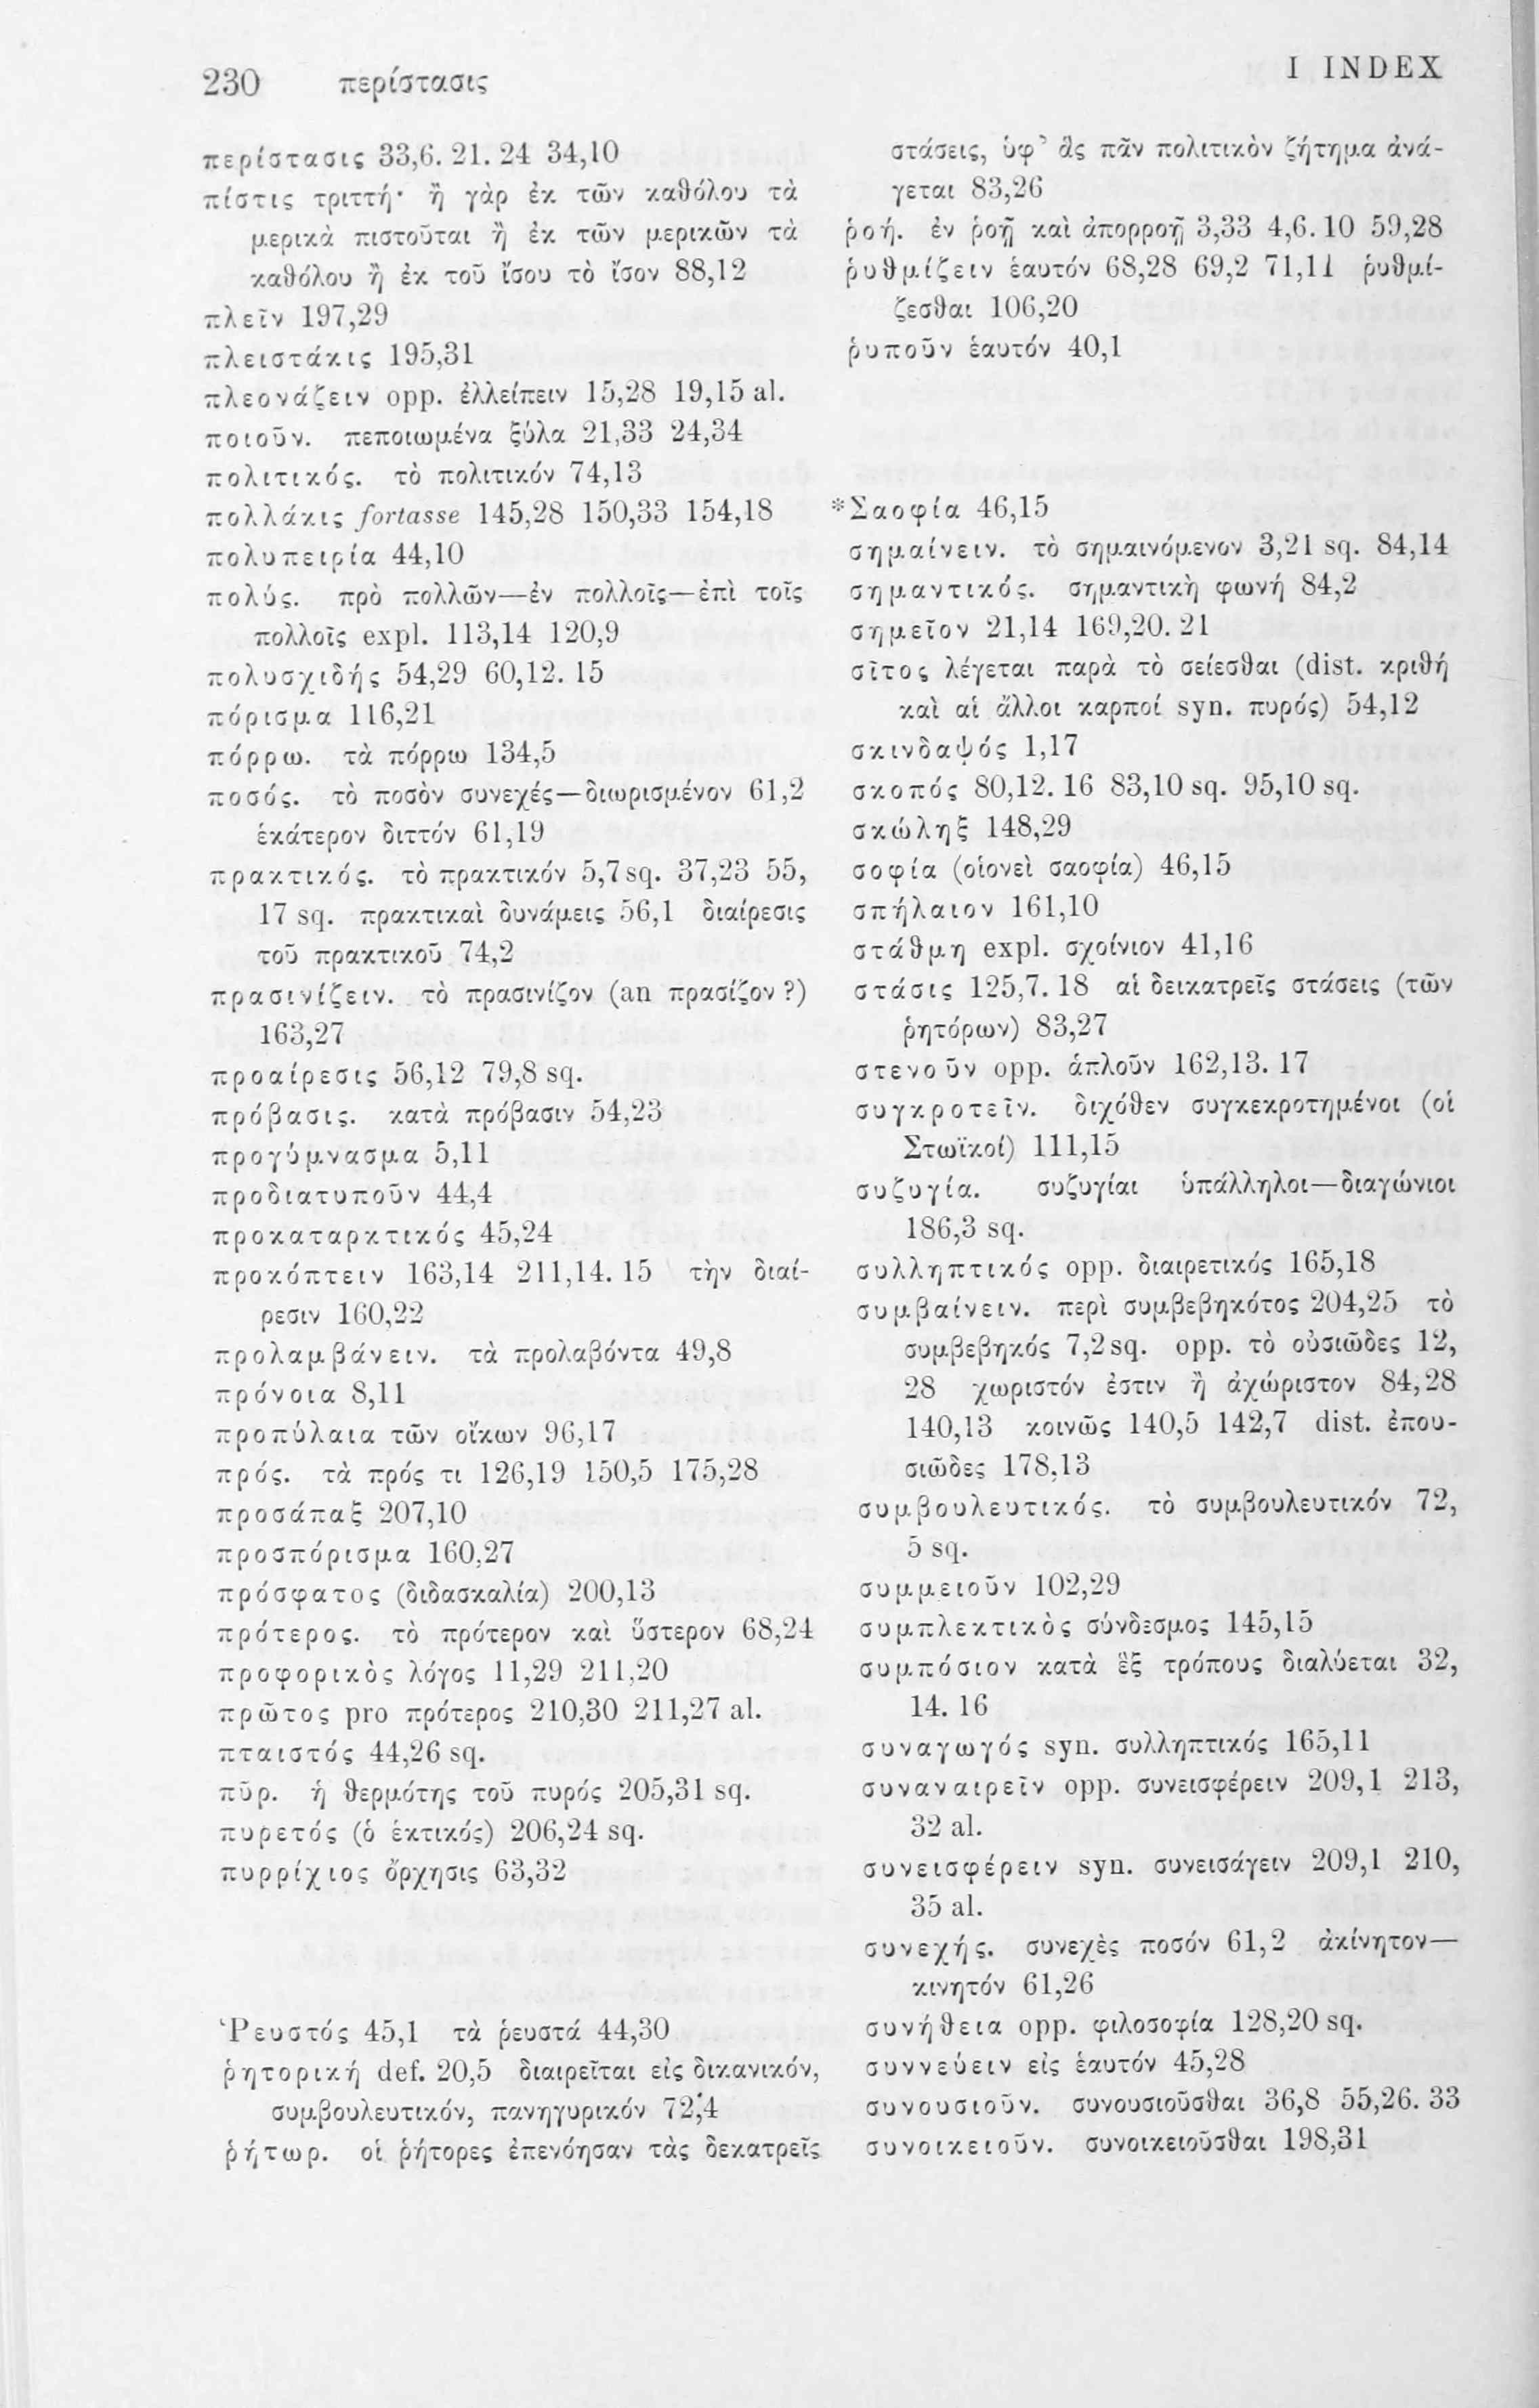 230 περίστασις
I INDEX
περίστασις 33,6. 21. 24 34,10
πίστις τριττή· ἢ γὰρ ἐκ τῶν καθόλου τὰ
μερικὰ πιστοῦται ἢ ἐκ τῶν μερικῶν τὰ
καθόλου ἢ ἐκ τοῦ ἴσου τὸ ἴσον 88,12
πλεῖν 197,29
πλειστάκις 195,31
πλεονάζειν opp. ἐλλείπειν 15,28 19,15 al.
ποιοῦν. πεποιωμένα ξύλα 21,33 24,34
πολιτικός. τὸ πολιτικόν 74,13
πολλάκις fortasse 145,28 150,33 154,18
πολυπειρία 44,10
πολύς. πρὸ πολλῶν—ἐν πολλοῖς—ἐπὶ τοῖς
πολλοῖς expl. 113,14 120,9
πολυσχιδής 54,29 60,12. 15
πόρισμα 116,21
πόρρω. τὰ πόρρω 134,5
ποσός. τὸ ποσὸν συνεχές—διωρισμένον 61,2
ἑκάτερον διττόν 61,19
πρακτικός. τὸ πρακτικόν 5,7 sq. 37,23 55,
17 sq. πρακτικαὶ δυνάμεις 56,1 διαίρεσις
τοῦ πρακτικοῦ 74,2
πρασινίζειν. τὸ πρασινίζον (an πρασίζον ?)
163,27
προαίρεσις 56,12 79,8 sq.
πρόβασις. κατὰ πρόβασιν 54,23
προγύμνασμα 5,11
προδιατυποῦν 44,4
προκαταρκτικός 45,24
προκόπτειν 163,14 211,14. 15 τὴν διαί-
ρεσιν 160,22
προλαμβάνειν. τὰ προλαβόντα 49,8
πρόνοια 8,11
προπύλαια τῶν οἴκων 96,17
πρός. τὰ πρός τι 126,19 150,5 175,28
προσάπαξ 207,10
προσπόρισμα 160,27
πρόσφατος (διδασκαλία) 200,13
πρότερος. τὸ πρότερον καὶ ὕστερον 68,24
προφορικὸς λόγος 11,29 211,20
πρῶτος pro πρότερος 210,30 211,27 al.
πταιστός 44,26 sq.
πῦρ. ἡ θερμότης τοῦ πυρός 205,31 sq.
πυρετός (ὁ ἑκτικός) 206,24 sq.
πυρρίχιος ὄρχησις 63,32
Ῥευστός 45,1 τὰ ῥευστά 44,30
ῥητορική def. 20,5 διαιρεῖται εἰς δικανικόν,
συμβουλευτικόν, πανηγυρικόν 72,4
ῥήτωρ. οἱ ῥήτορες ἐπενόησαν τὰς δεκατρεῖς
στάσεις, ὑφ' ἃς πᾶν πολιτικὸν ζήτημα ἀνά-
γεται 83,26
ῥοή. ἐν ῥοῇ καὶ ἀπορροῇ 3,33 4,6. 10 59,28
ῥυθμίζειν ἑαυτόν 68,28 69,2 71,11 ῥυθμί-
ζεσθαι 106,20
ῥυποῦν ἑαυτόν 40,1
*Σαοφία 46,15
σημαίνειν. τὸ σημαινόμενον 3,21 sq. 84,14
σημαντικός. σημαντικὴ φωνή 84,2
σημεῖον 21,14 169,20. 21
σῖτος λέγεται παρὰ τὸ σείεσθαι (dist. κριθή
καὶ αἱ ἄλλοι καρποί syn. πυρός) 54,12
σκινδαψός 1,17
σκοπός 80,12. 16 83,10 sq. 95,10 sq.
σκώληξ 148,29
σοφία (οἱονεὶ σαοφία) 46,15
σπήλαιον 161,10
στάθμη expl. σχοίνιον 41,16
στάσις 125,7. 18 αἱ δεικατρεῖς στάσεις (τῶν
ῥητόρων) 83,27
στενοῦν opp. ἁπλοῦν 162,13. 17
συγκροτεῖν. διχόθεν συγκεκροτημένοι (οἱ
Στωϊκοί) 111,15
συζυγία. συζυγίαι ὑπάλληλοι—διαγώνιοι
186,3 sq.
συλληπτικός opp. διαιρετικός 165,18
συμβαίνειν. περὶ συμβεβηκότος 204,25 τὸ
συμβεβηκός 7,2 sq. opp. τὸ οὐσιῶδες 12,
28 χωριστόν ἐστιν ἢ ἀχώριστον 84,28
140,13 κοινῶς 140,5 142,7 dist. ἐπου-
σιῶδες 178,13
συμβουλευτικός. τὸ συμβουλευτικόν 72,
5 sq.
συμμειοῦν 102,29
συμπλεκτικὸς σύνδεσμος 145,15
συμπόσιον κατὰ ἓξ τρόπους διαλύεται 32,
14. 16
συναγωγός syn. συλληπτικός 165,11
συναναιρεῖν opp. συνεισφέρειν 209,1 213,
32 al.
συνεισφέρειν syn. συνεισάγειν 209,1 210,
35 al.
συνεχής. συνεχὲς ποσόν 61,2 ἀκίνητον—
κινητόν 61,26
συνήθεια opp. φιλοσοφία 128,20 sq.
συννεύειν εἰς ἑαυτόν 45,28
συνουσιοῦν. συνουσιοῦσθαι 36,8 55,26. 33
συνοικειοῦν. συνοικειοῦσθαι 198,31